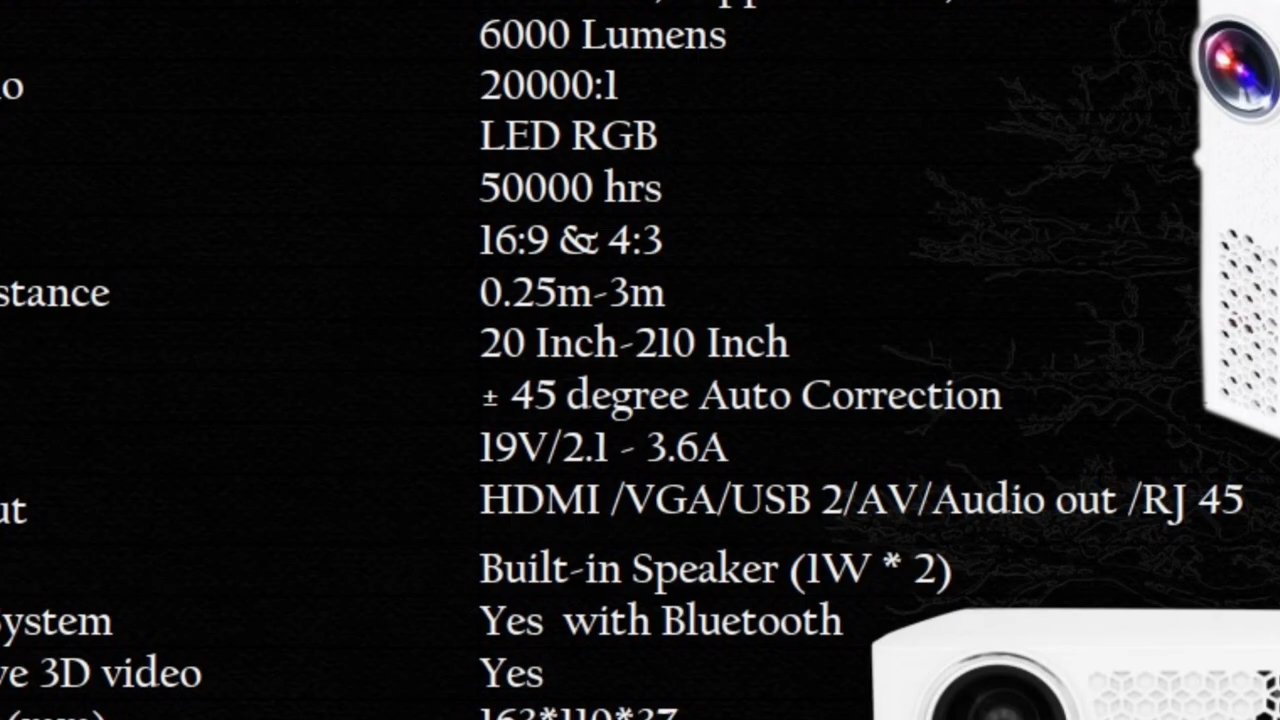 6000 Lumens
20000:1
LED RGB
50000 hrs
16:9 & 4:3
stance 0.25m-3m
20 Inch-210 Inch
± 45 degree Auto Correction
19V/2.1 - 3.6A
ut HDMI /VGA/USB 2/AV/Audio out /RJ 45
Built-in Speaker (1W * 2)
System Yes with Bluetooth
ve 3D video Yes